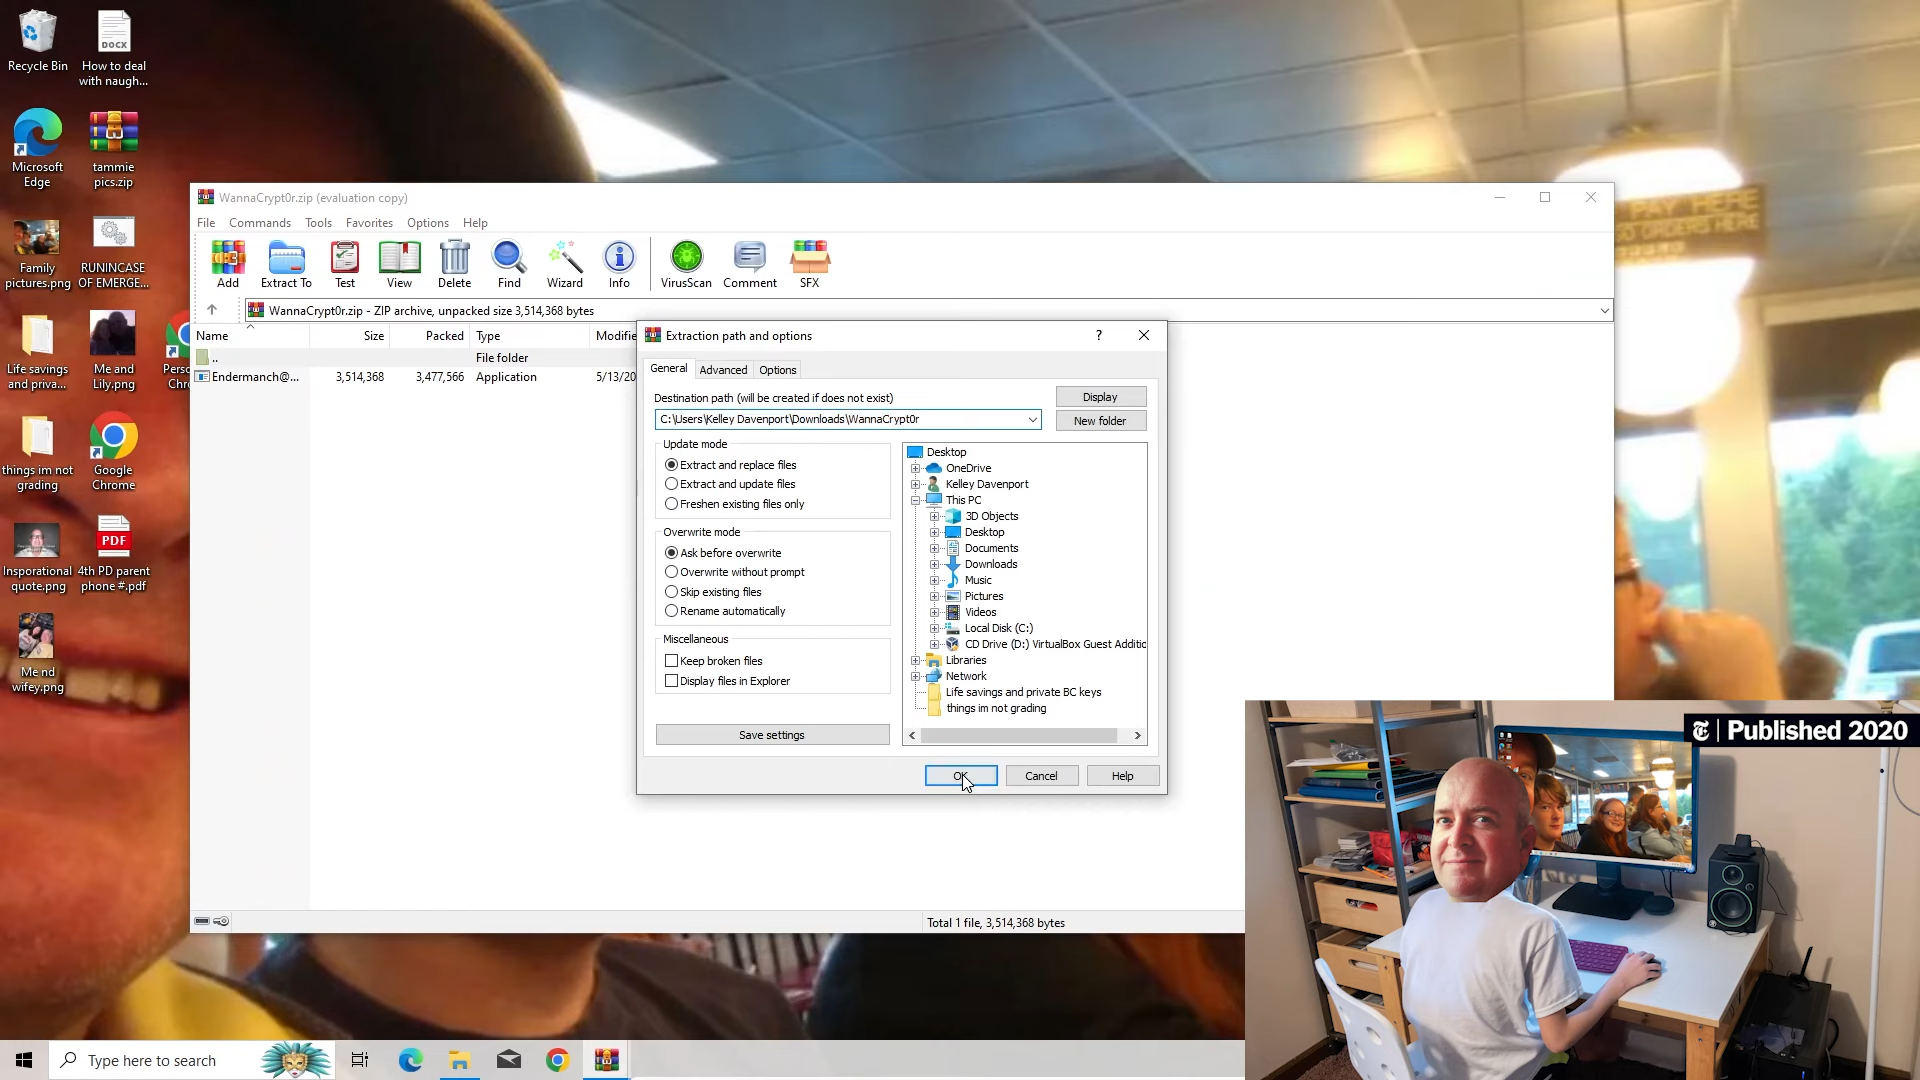 Recycle Bin
How to deal
with naugh...
Microsoft
Edge
tammie
pics.zip
Family
pictures.png
RUNINCASE
OF EMERGE...
Life savings
and priva...
Me and
Lily.png
Perso
Chr
things im not
grading
Google
Chrome
Insporational
quote.png
4th PD parent
phone #.pdf
Me nd
wifey.png
DOCX
PDF
WannaCrypt0r.zip (evaluation copy)
File Commands Tools Favorites Options Help
Add Extract To Test View Delete Find Wizard Info VirusScan Comment SFX
WannaCrypt0r.zip - ZIP archive, unpacked size 3,514,368 bytes
Name Size Packed Type Modifie
.. File folder
Endermanch@... 3,514,368 3,477,566 Application 5/13/20
Extraction path and options ?
General Advanced Options
Destination path (will be created if does not exist)
Display
C:\Users\Kelley Davenport\Downloads\WannaCrypt0r
New folder
Update mode
Extract and replace files
Extract and update files
Freshen existing files only
Overwrite mode
Ask before overwrite
Overwrite without prompt
Skip existing files
Rename automatically
Miscellaneous
Keep broken files
Display files in Explorer
Save settings
Desktop
OneDrive
Kelley Davenport
This PC
3D Objects
Desktop
Documents
Downloads
Music
Pictures
Videos
Local Disk (C:)
CD Drive (D:) VirtualBox Guest Additic
Libraries
Network
Life savings and private BC keys
things im not grading
OK Cancel Help
Total 1 file, 3,514,368 bytes
PAY HERE
GO ORDERS HERE
Published 2020
Type here to search